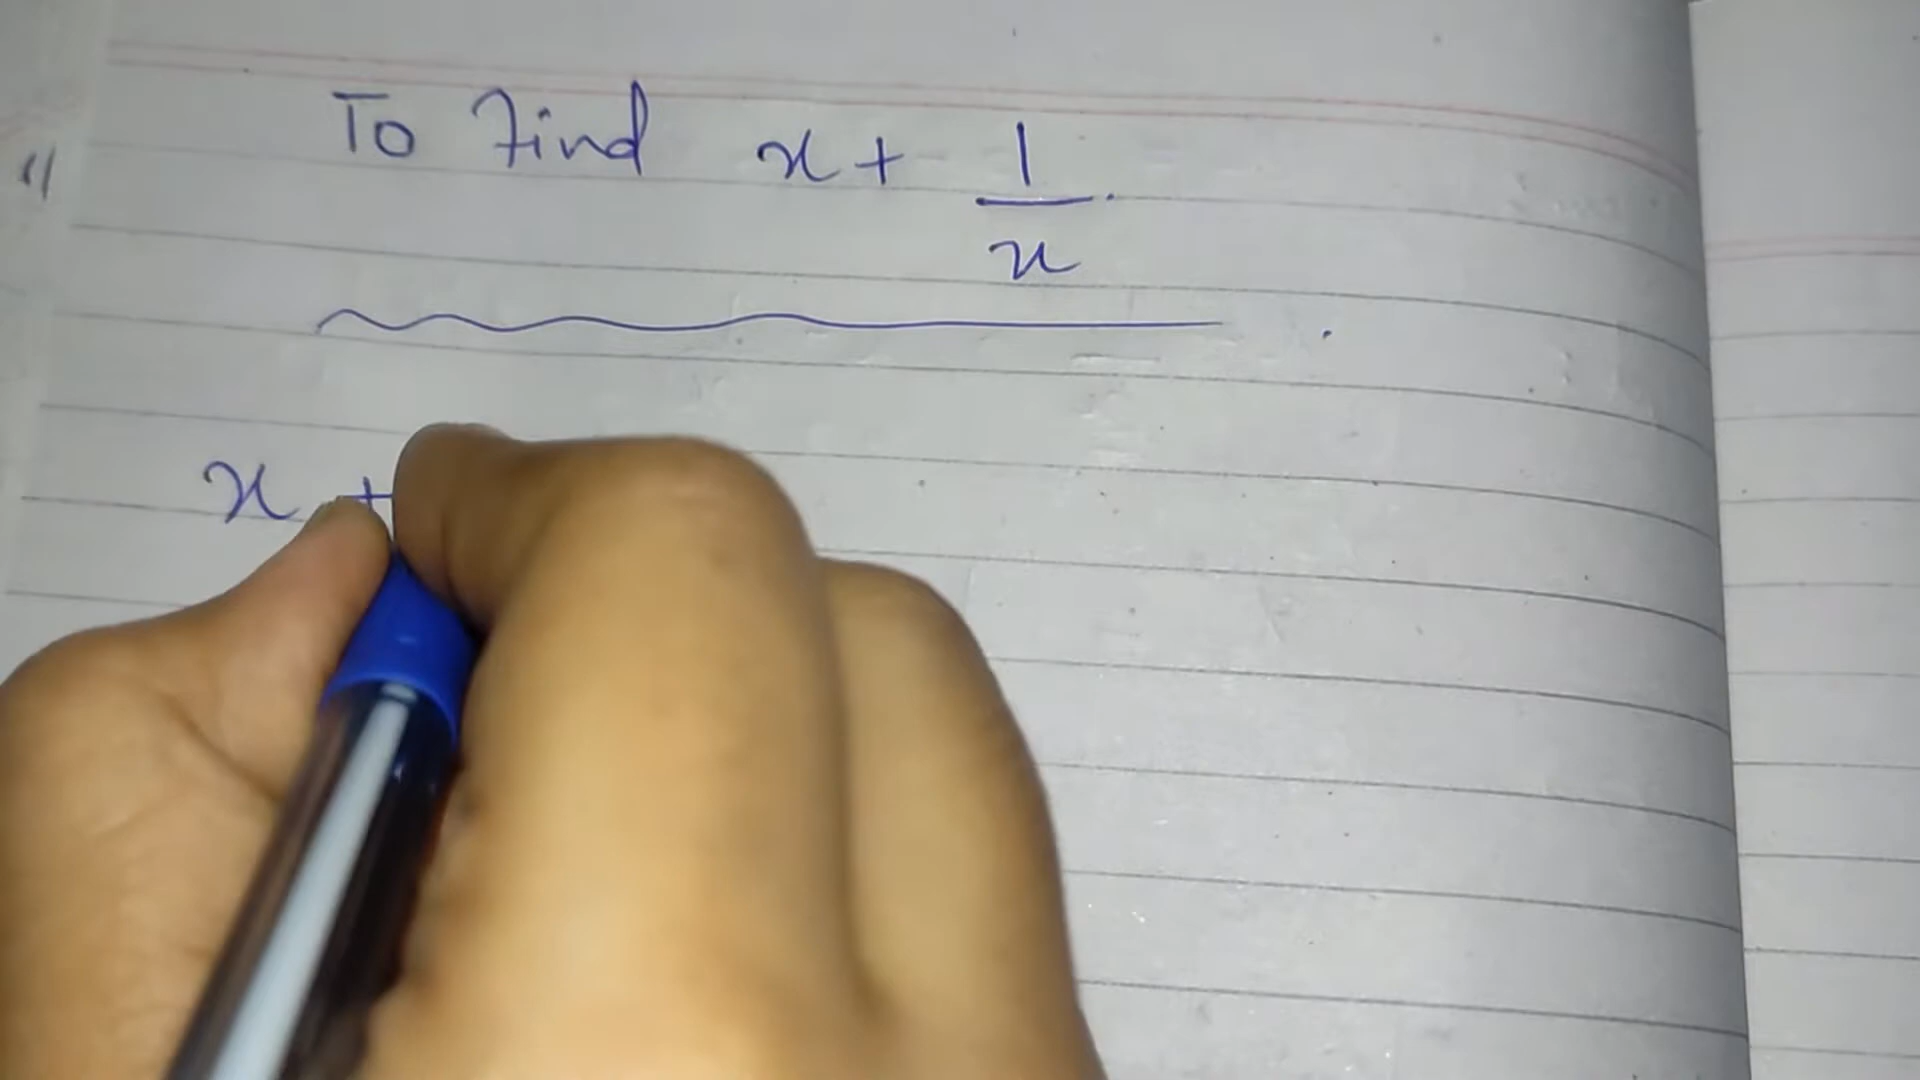 To Find x + 1/x.
x +